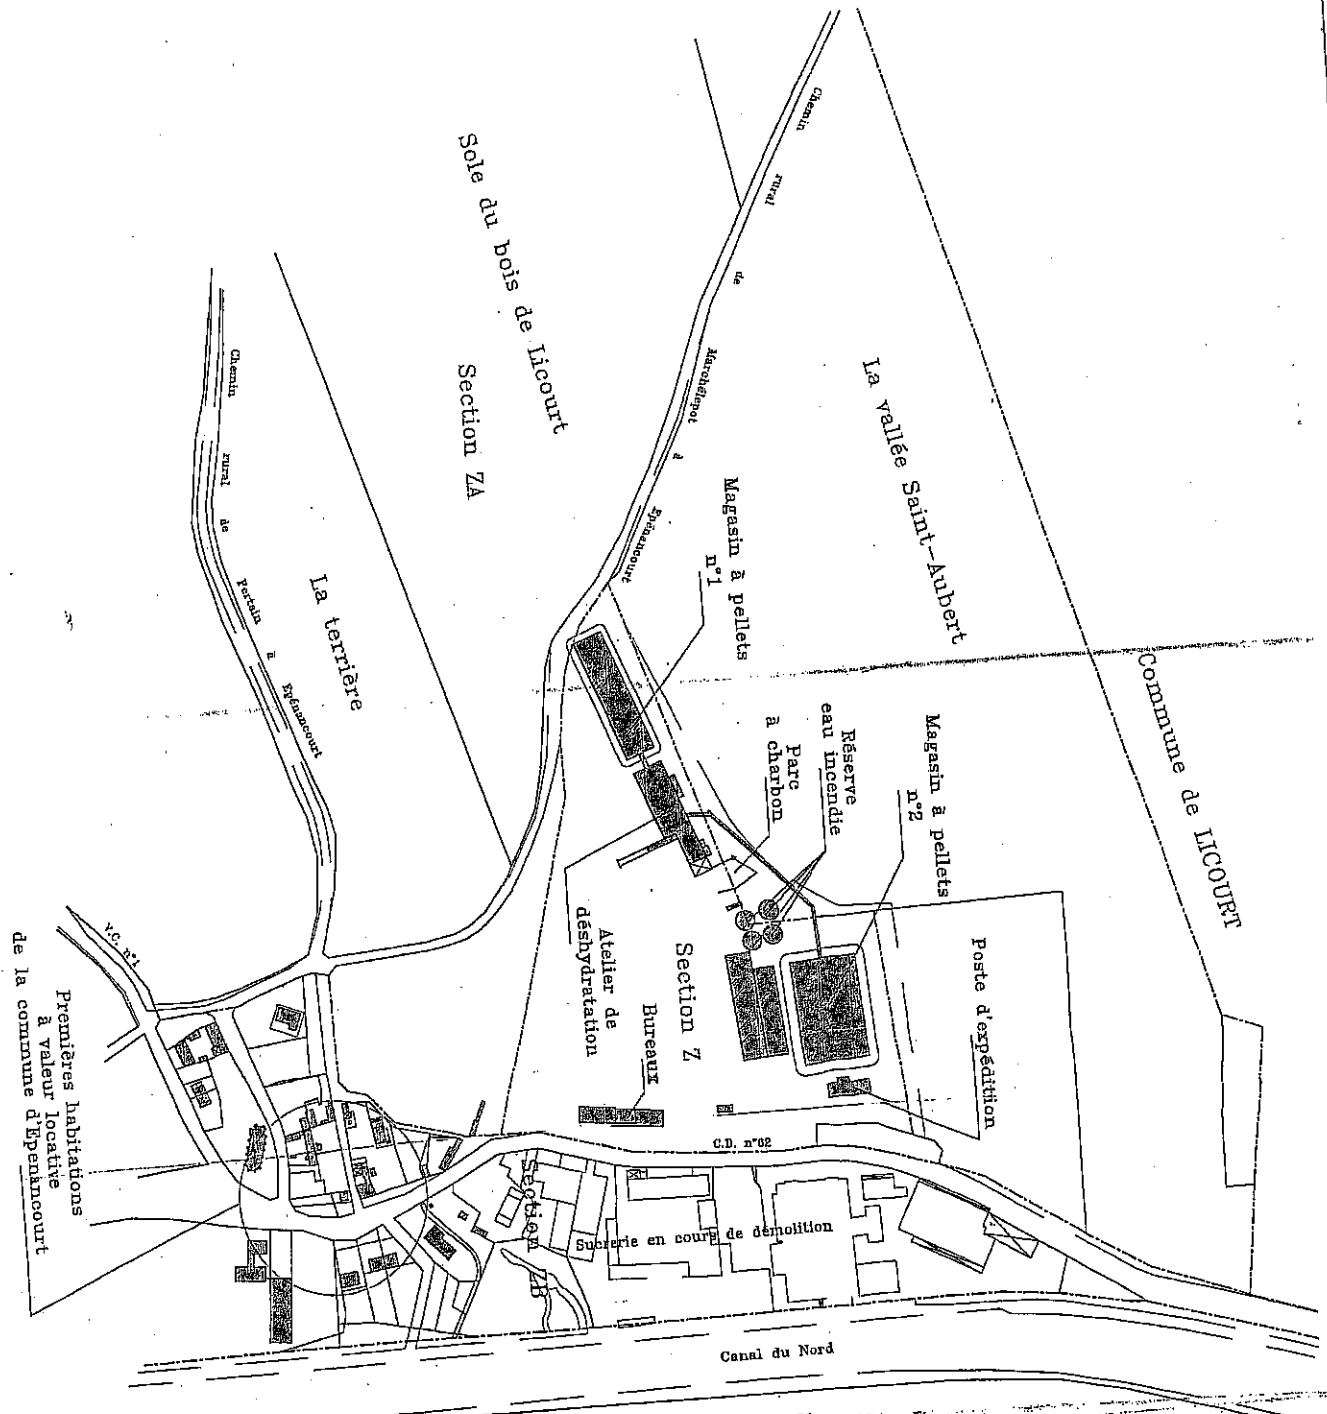 Chemin rural de Marchélepot à Epénancourt
Sole du bois de Licourt
Section ZA
La vallée Saint-Aubert
Commune de LICOURT
Chemin rural de Pertain à Epénancourt
La terrière
Magasin à pellets
n°1
Parc
à charbon
Réserve
eau incendie
Magasin à pellets
n°2
Poste d'expédition
Atelier de
déshydratation
Section Z
Bureaux
C.D. n°62
V.C. n°1
Premières habitations
à valeur locative
de la commune d'Epénancourt
Section ZB
Sucrerie en cours de démolition
Canal du Nord